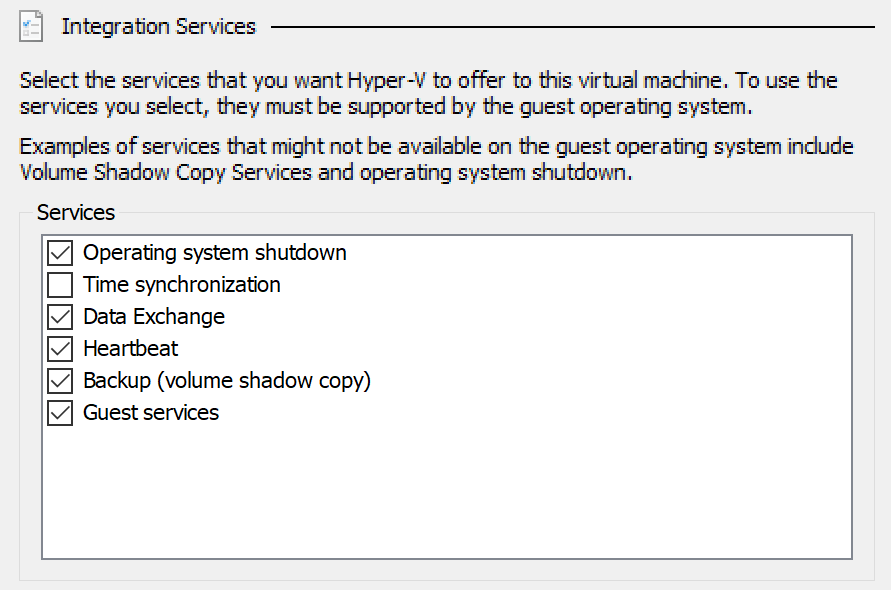 Integration Services
Select the services that you want Hyper-V to offer to this virtual machine. To use the
services you select, they must be supported by the guest operating system.
Examples of services that might not be available on the guest operating system include
Volume Shadow Copy Services and operating system shutdown.
Services
Operating system shutdown
Time synchronization
Data Exchange
Heartbeat
Backup (volume shadow copy)
Guest services